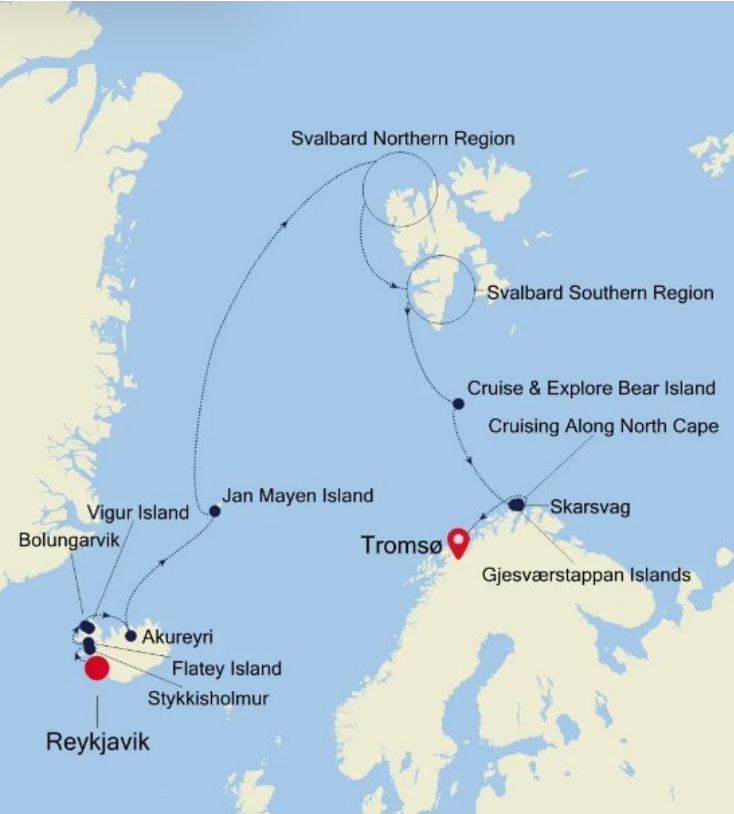 Svalbard Northern Region
Svalbard Southern Region
Cruise & Explore Bear Island
Cruising Along North Cape
Jan Mayen Island
Skarsvag
Vigur Island
Bolungarvik
Tromsø
Gjesværstappan Islands
Akureyri
Flatey Island
Stykkisholmur
Reykjavik